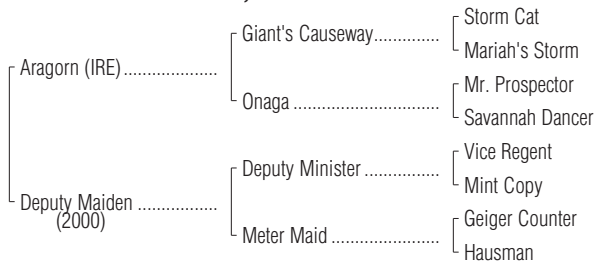 Storm Cat
Giant's Causeway..............
Mariah's Storm
Aragorn (IRE)....................
Mr. Prospector
Onaga ...............................
Savannah Dancer
Vice Regent
Deputy Minister ................
Mint Copy
Deputy Maiden .................
(2000)
Geiger Counter
Meter Maid .......................
Hausman